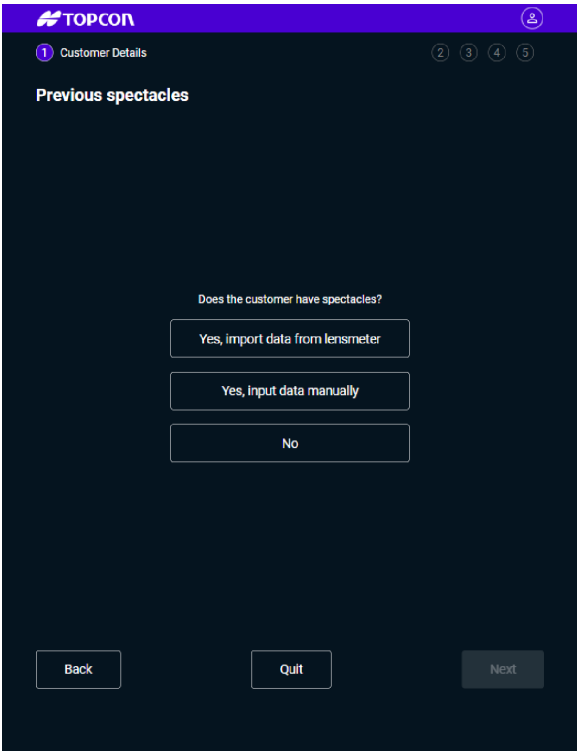 TOPCON
1 Customer Details 2 3 4 5
Previous spectacles
Does the customer have spectacles?
Yes, import data from lensmeter
Yes, input data manually
No
Back Quit Next